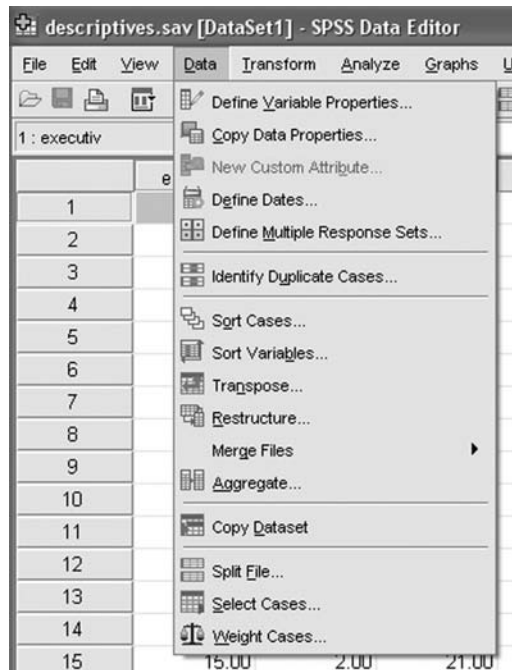 descriptives.sav [DataSet1] - SPSS Data Editor
File Edit View Data Transform Analyze Graphs
1 : executiv
e
1
2
3
4
5
6
7
8
9
10
11
12
13
14
15 15.00 2.00 21.00
Define Variable Properties...
Copy Data Properties...
New Custom Attribute...
Define Dates...
Define Multiple Response Sets...
Identify Duplicate Cases...
Sort Cases...
Sort Variables...
Transpose...
Restructure...
Merge Files
Aggregate...
Copy Dataset
Split File...
Select Cases...
Weight Cases...